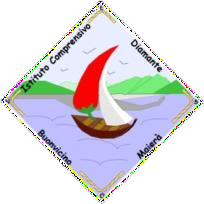 Istituto Comprensivo
Diamante
Buonvicino
Maierà